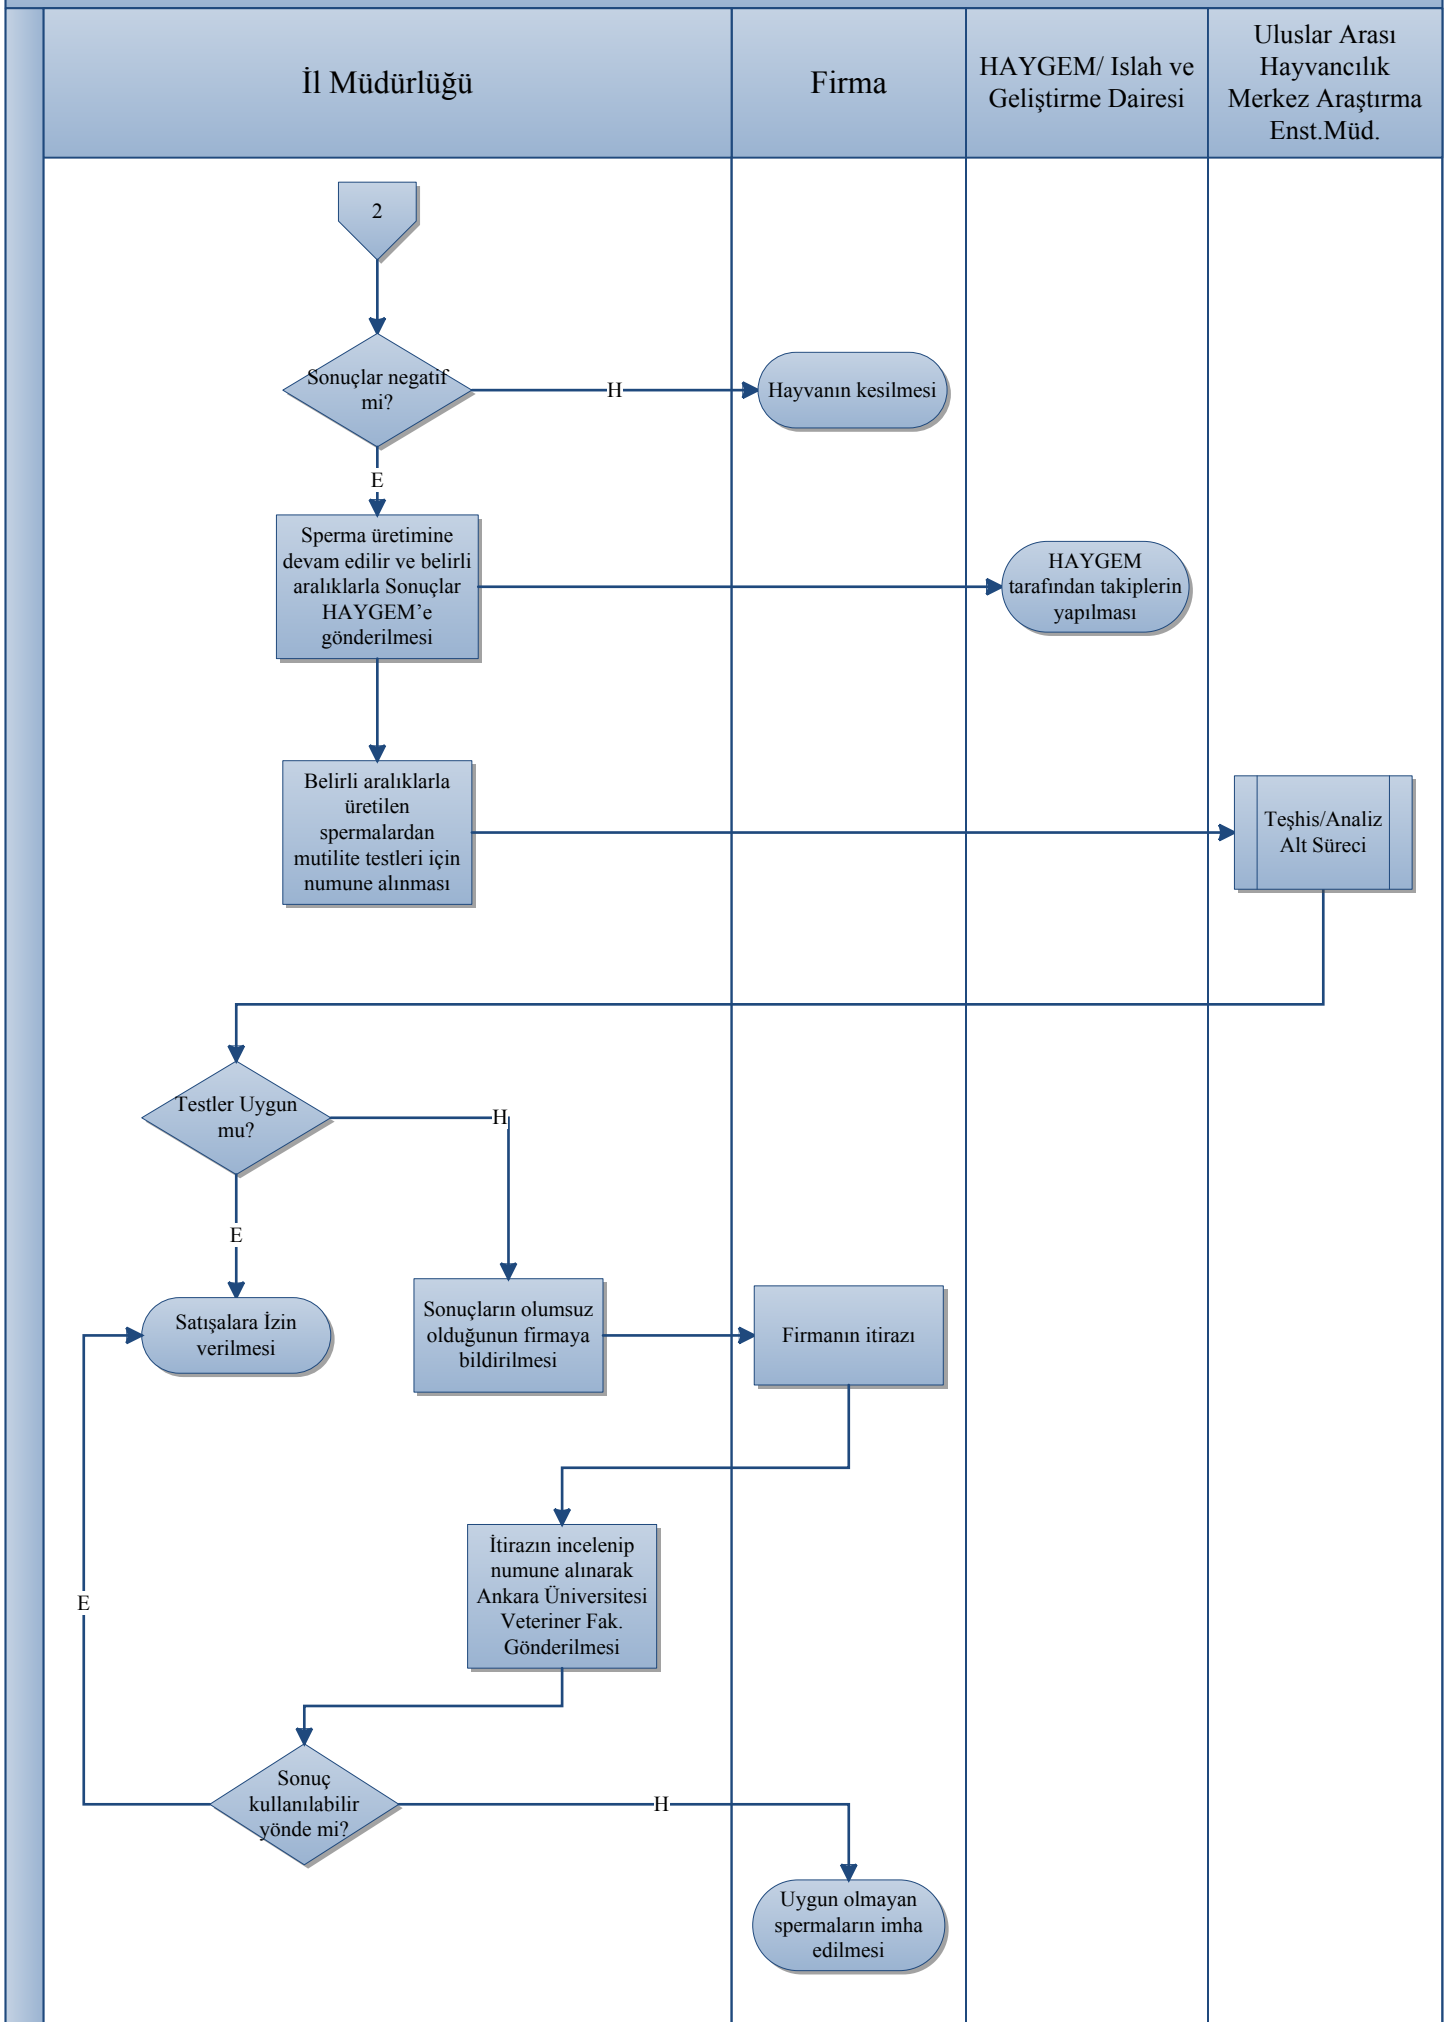 İl Müdürlüğü
Firma
HAYGEM/ Islah ve
Geliştirme Dairesi
Uluslar Arası
Hayvancılık
Merkez Araştırma
Enst.Müd.
2
Sonuçlar negatif
mi?
H
Hayvanın kesilmesi
E
Sperma üretimine
devam edilir ve belirli
aralıklarla Sonuçlar
HAYGEM’e
gönderilmesi
HAYGEM
tarafından takiplerin
yapılması
Belirli aralıklarla
üretilen
spermalardan
mutilite testleri için
numune alınması
Teşhis/Analiz
Alt Süreci
Testler Uygun
mu?
H
E
Satışalara İzin
verilmesi
Sonuçların olumsuz
olduğunun firmaya
bildirilmesi
Firmanın itirazı
İtirazın incelenip
numune alınarak
Ankara Üniversitesi
Veteriner Fak.
Gönderilmesi
E
Sonuç
kullanılabilir
yönde mi?
H
Uygun olmayan
spermaların imha
edilmesi